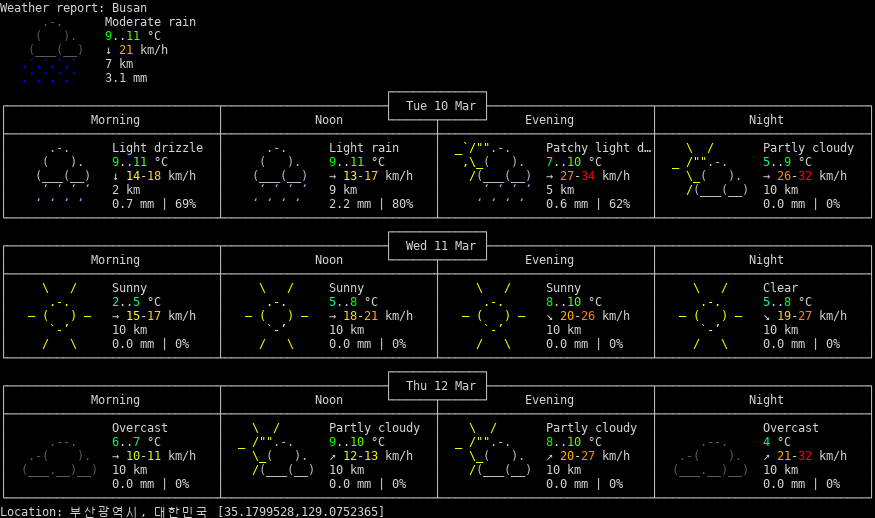 Weather report: Busan
Moderate rain
9..11 °C
↓ 21 km/h
7 km
3.1 mm
Tue 10 Mar
Morning Noon Evening Night
Light drizzle Light rain Patchy light d… Partly cloudy
9..11 °C 9..11 °C 7..10 °C 5..9 °C
↓ 14-18 km/h → 13-17 km/h → 27-34 km/h → 26-32 km/h
2 km 9 km 5 km 10 km
0.7 mm | 69% 2.2 mm | 80% 0.6 mm | 62% 0.0 mm | 0%
Wed 11 Mar
Morning Noon Evening Night
Sunny Sunny Sunny Clear
2..5 °C 5..8 °C 8..10 °C 5..8 °C
→ 15-17 km/h → 18-21 km/h ↘ 20-26 km/h ↘ 19-27 km/h
10 km 10 km 10 km 10 km
0.0 mm | 0% 0.0 mm | 0% 0.0 mm | 0% 0.0 mm | 0%
Thu 12 Mar
Morning Noon Evening Night
Overcast Partly cloudy Partly cloudy Overcast
6..7 °C 9..10 °C 8..10 °C 4 °C
→ 10-11 km/h ↗ 12-13 km/h ↗ 20-27 km/h ↗ 21-32 km/h
10 km 10 km 10 km 10 km
0.0 mm | 0% 0.0 mm | 0% 0.0 mm | 0% 0.0 mm | 0%
Location: 부산광역시, 대한민국 [35.1799528,129.0752365]